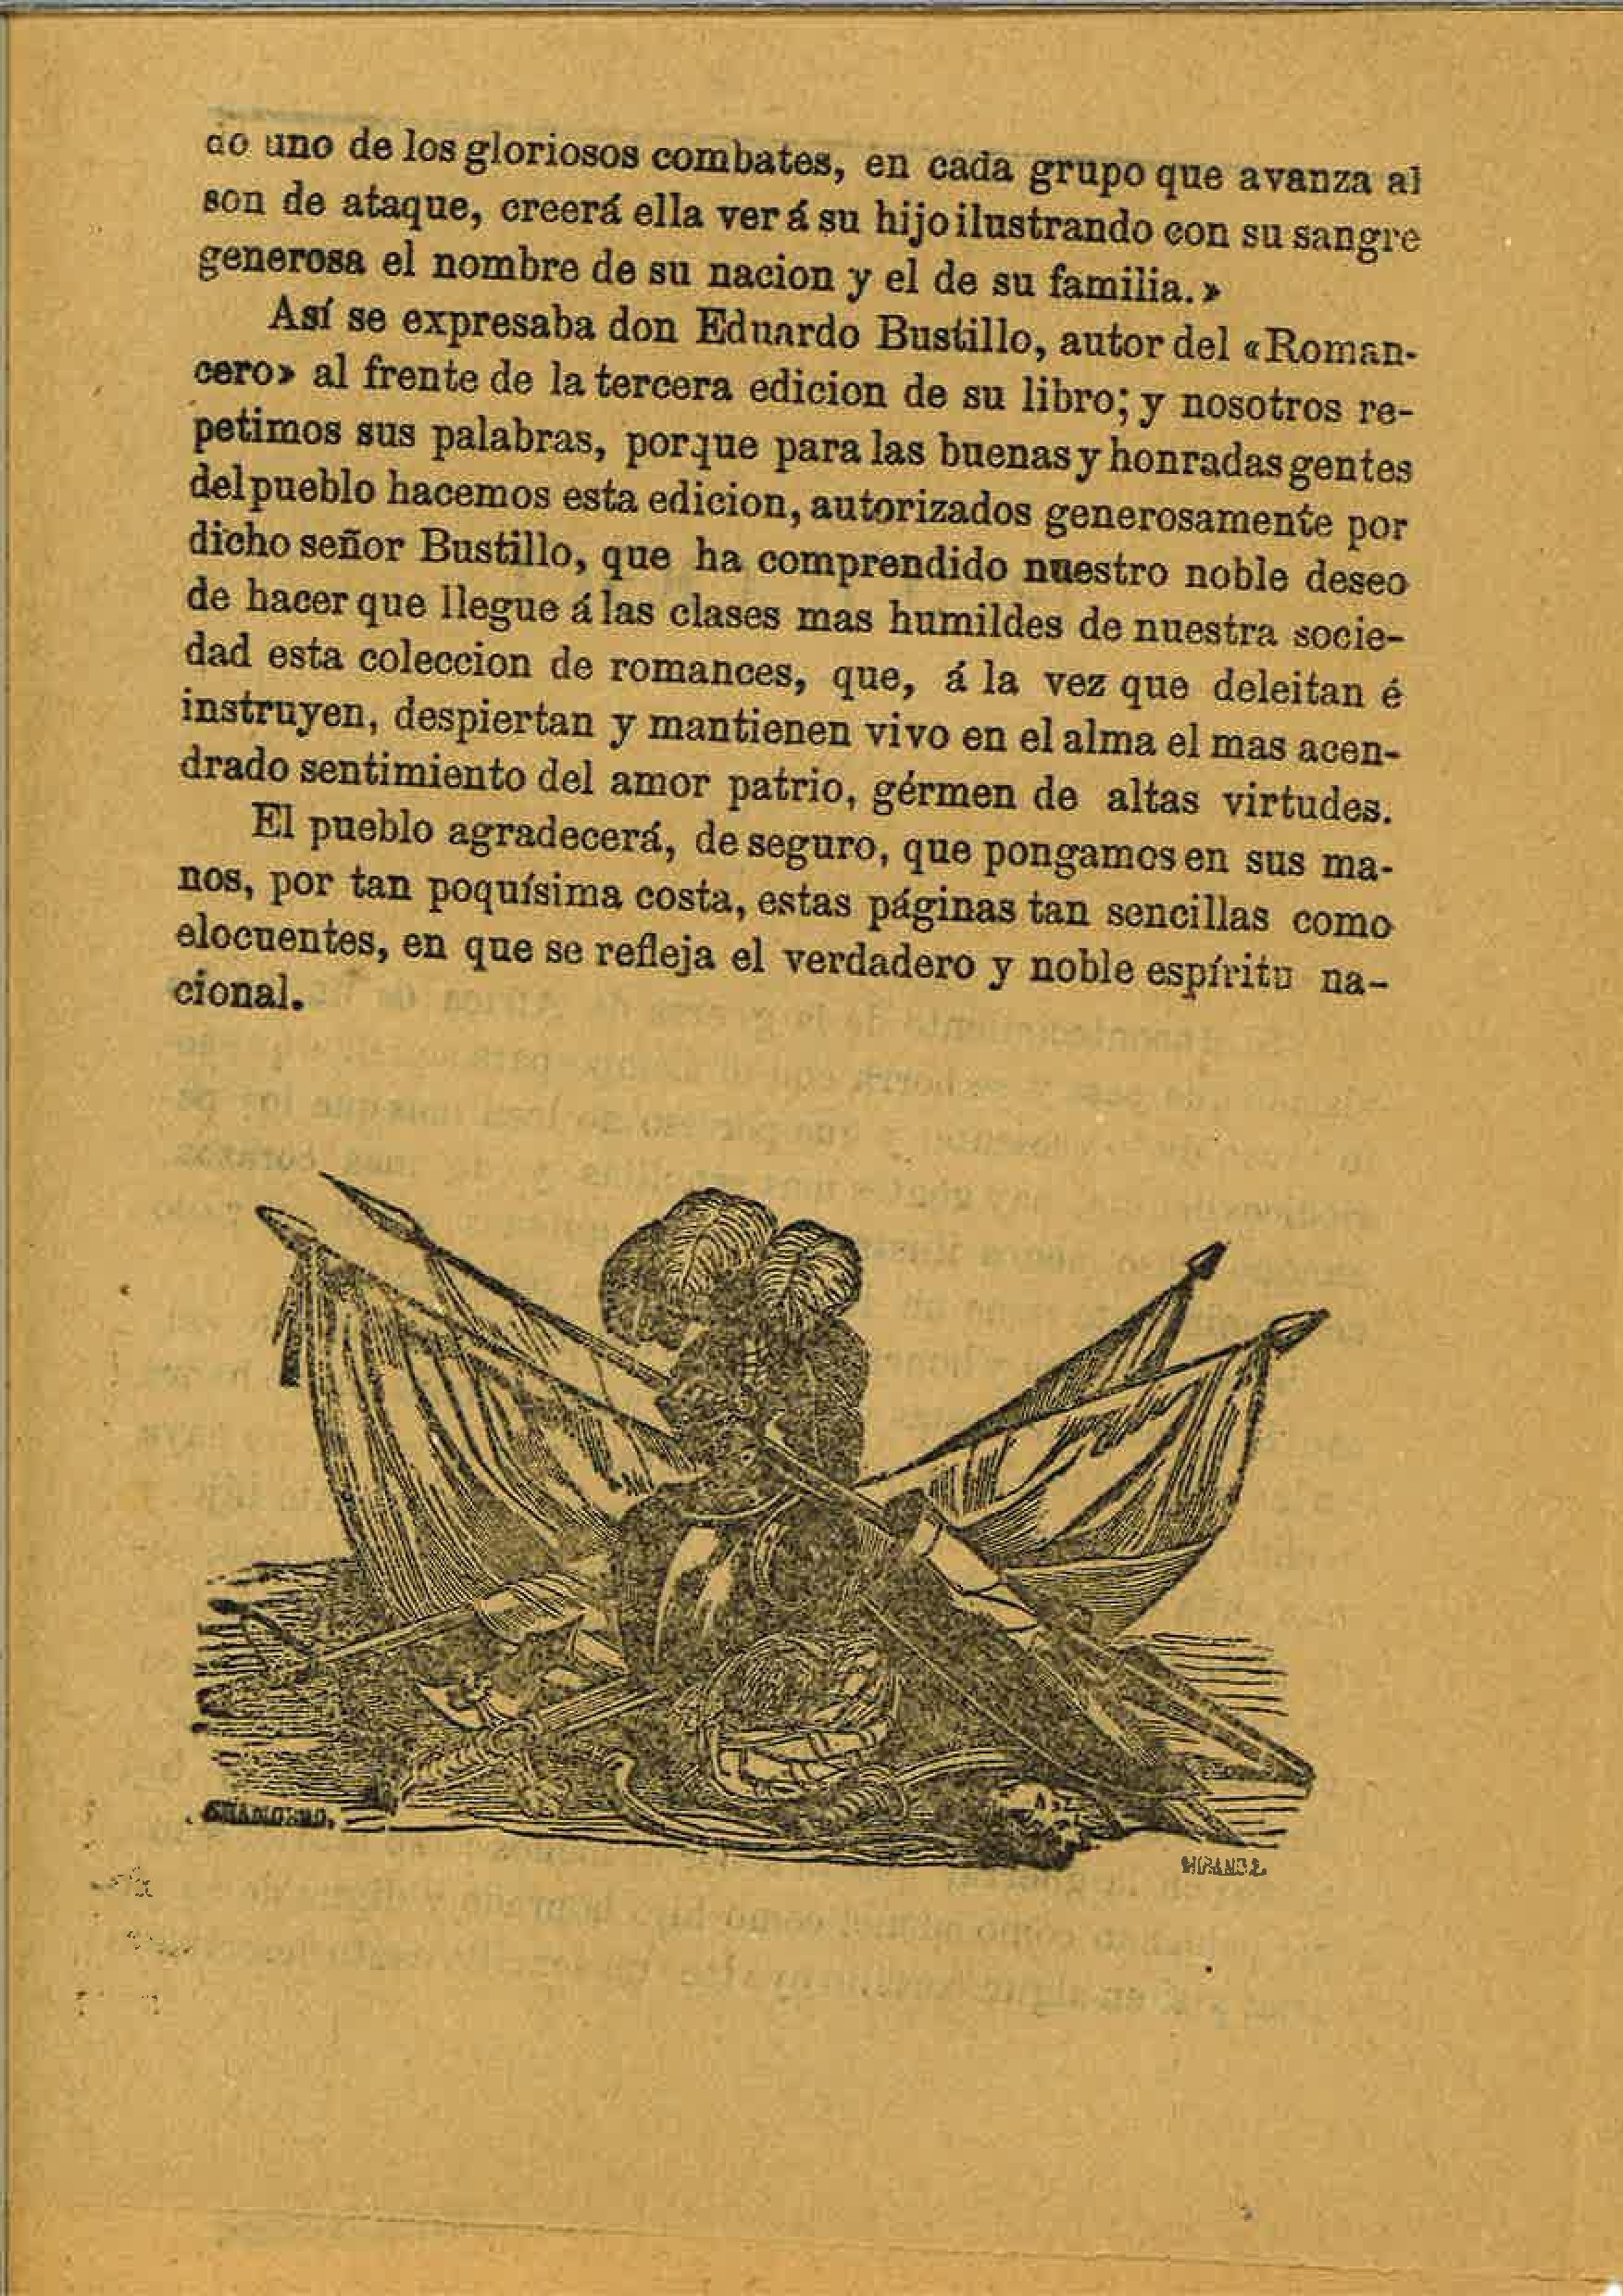 do uno de los gloriosos combates, en cada grupo que avanza al
son de ataque, creerá ella ver á su hijo ilustrando con su sangre
generosa el nombre de su nacion y el de su familia.»
Así se expresaba don Eduardo Bustillo, autor del «Roman-
cero» al frente de la tercera edicion de su libro; y nosotros re-
petimos sus palabras, porque para las buenas y honradas gentes
del pueblo hacemos esta edicion, autorizados generosamente por
dicho señor Bustillo, que ha comprendido nuestro noble deseo
de hacer que llegue á las clases mas humildes de nuestra socie-
dad esta coleccion de romances, que, á la vez que deleitan é
instruyen, despiertan y mantienen vivo en el alma el mas acen-
drado sentimiento del amor patrio, gérmen de altas virtudes.
El pueblo agradecerá, de seguro, que pongamos en sus ma-
nos, por tan poquísima costa, estas páginas tan sencillas como
elocuentes, en que se refleja el verdadero y noble espíritu na-
cional.